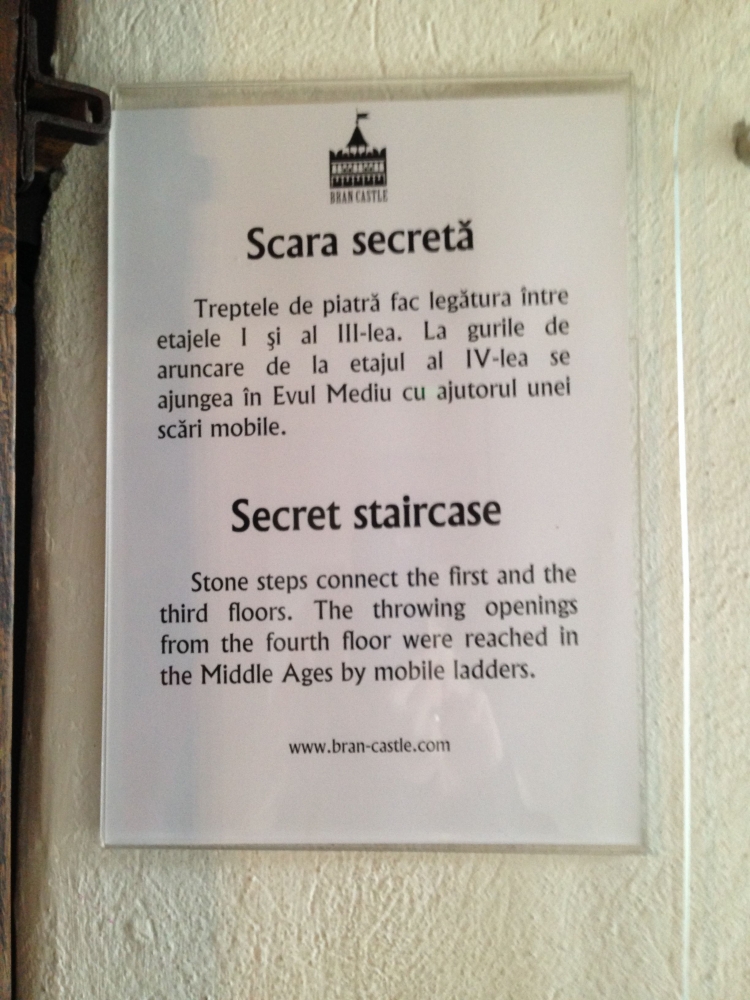 BRAN CASTLE
Scara secretă
Treptele de piatră fac legătura între
etajele I şi al III-lea. La gurile de
aruncare de la etajul al IV-lea se
ajungea în Evul Mediu cu ajutorul unei
scări mobile.
Secret staircase
Stone steps connect the first and the
third floors. The throwing openings
from the fourth floor were reached in
the Middle Ages by mobile ladders.
www.bran-castle.com